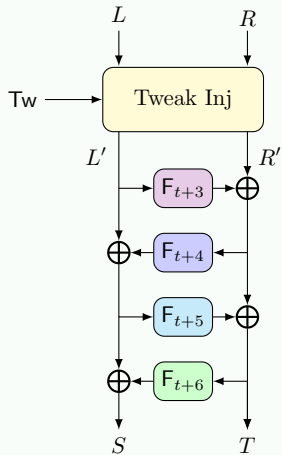 L R
Tw Tweak Inj
L′ R′
F_{t+3}
F_{t+4}
F_{t+5}
F_{t+6}
S T